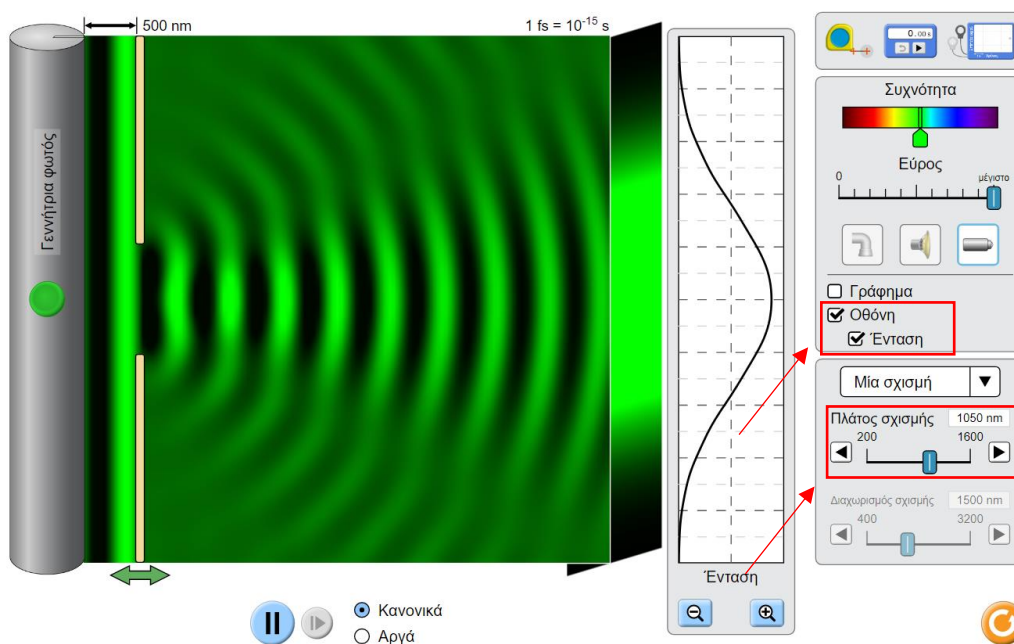 500 nm
1 fs = 10⁻¹⁵ s
Γεννήτρια φωτός
Ένταση
Κανονικά
Αργά
0.00 s
Συχνότητα
Εύρος
0
μέγιστο
Γράφημα
Οθόνη
Ένταση
Μία σχισμή
Πλάτος σχισμής
1050 nm
200
1600
Διαχωρισμός σχισμής
1500 nm
400
3200